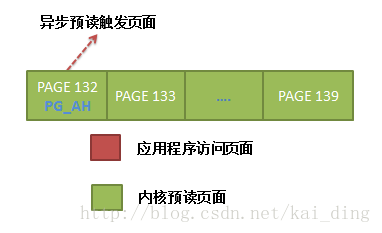 异步预读触发页面
PAGE 132
PG_AH
PAGE 133
....
PAGE 139
应用程序访问页面
内核预读页面
http://blog.csdn.net/kai_ding